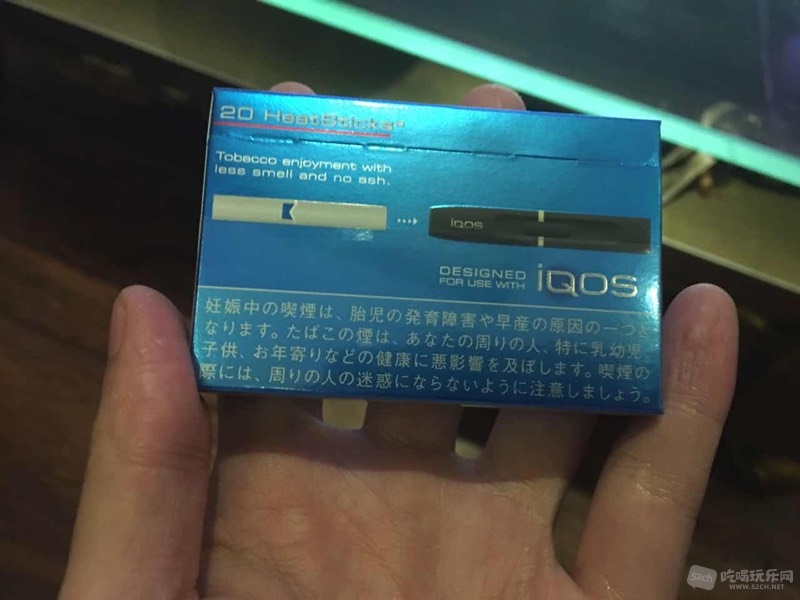 20 HeatSticks
Tobacco enjoyment with
less smell and no ash.
iQOS
DESIGNED
FOR USE WITH
iQOS
妊娠中の喫煙は、胎児の発育障害や早産の原因の一つと
なります。たばこの煙は、あなたの周りの人、特に乳幼児、
子供、お年寄りなどの健康に悪影響を及ぼします。喫煙の
際には、周りの人の迷惑にならないように注意しましょう。
52ch 吃喝玩乐网
WWW.52CH.NET